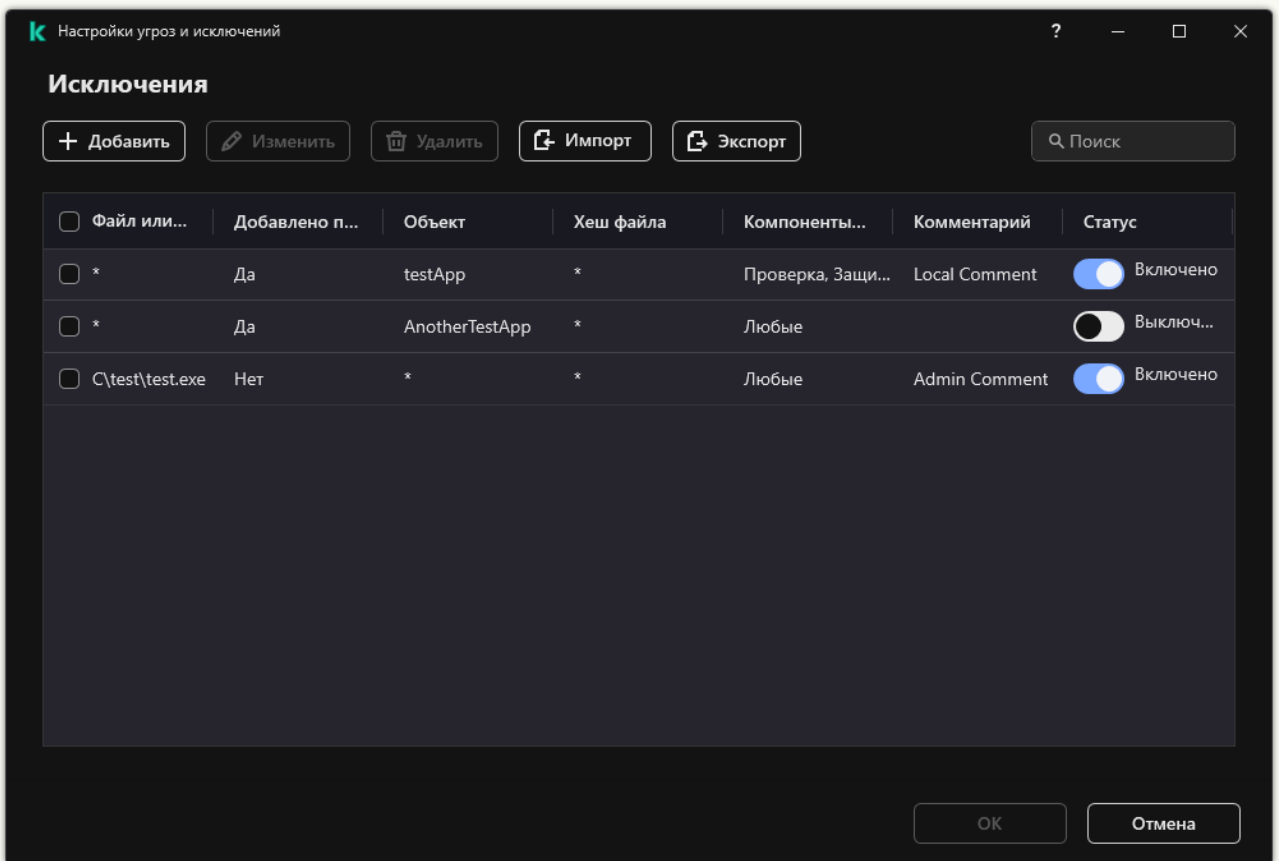 Настройки угроз и исключений
?
Исключения
Добавить Изменить Удалить Импорт Экспорт Поиск
Файл или... Добавлено п... Объект Хеш файла Компоненты... Комментарий Статус
* Да testApp * Проверка, Защи... Local Comment Включено
* Да AnotherTestApp * Любые Выключ...
C\test\test.exe Нет * * Любые Admin Comment Включено
OK Отмена